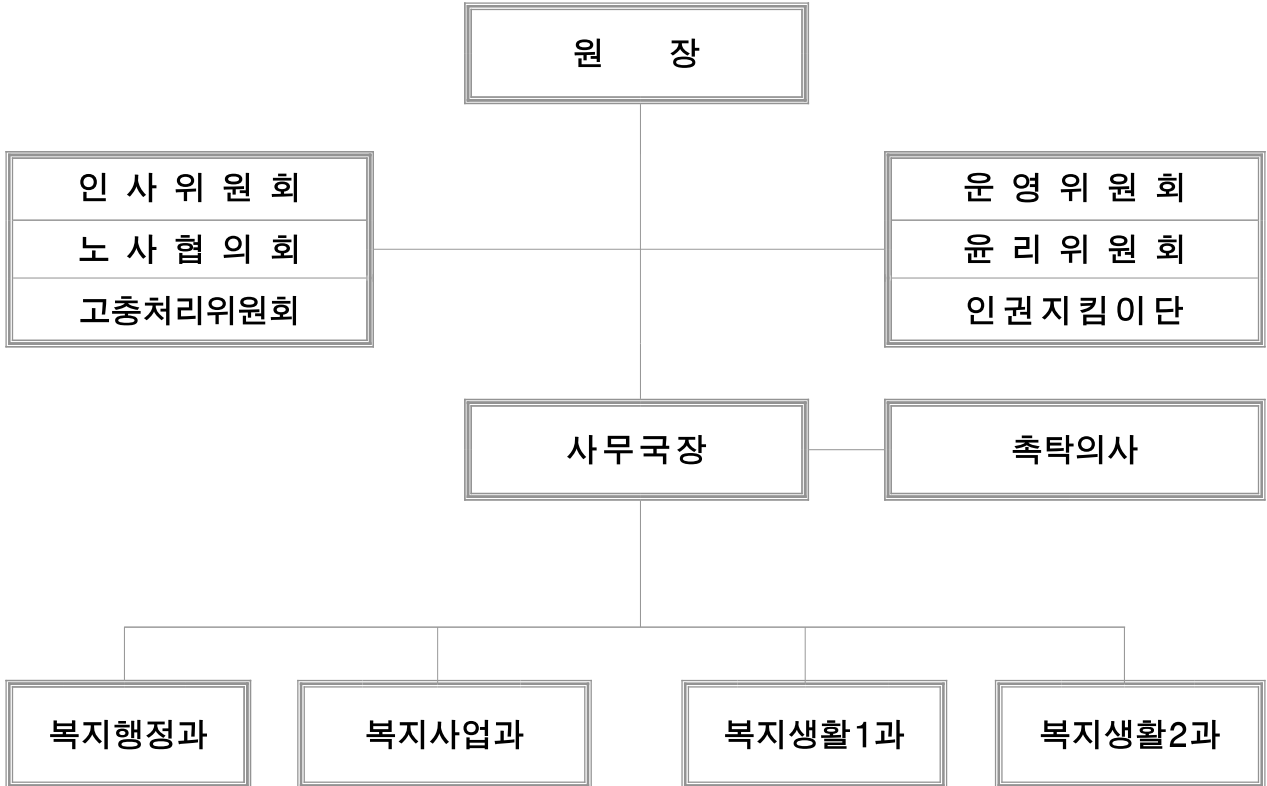 원 장
인 사 위 원 회
노 사 협 의 회
고충처리위원회
운 영 위 원 회
윤 리 위 원 회
인권지킴이단
사무국장
촉탁의사
복지행정과
복지사업과
복지생활1과
복지생활2과